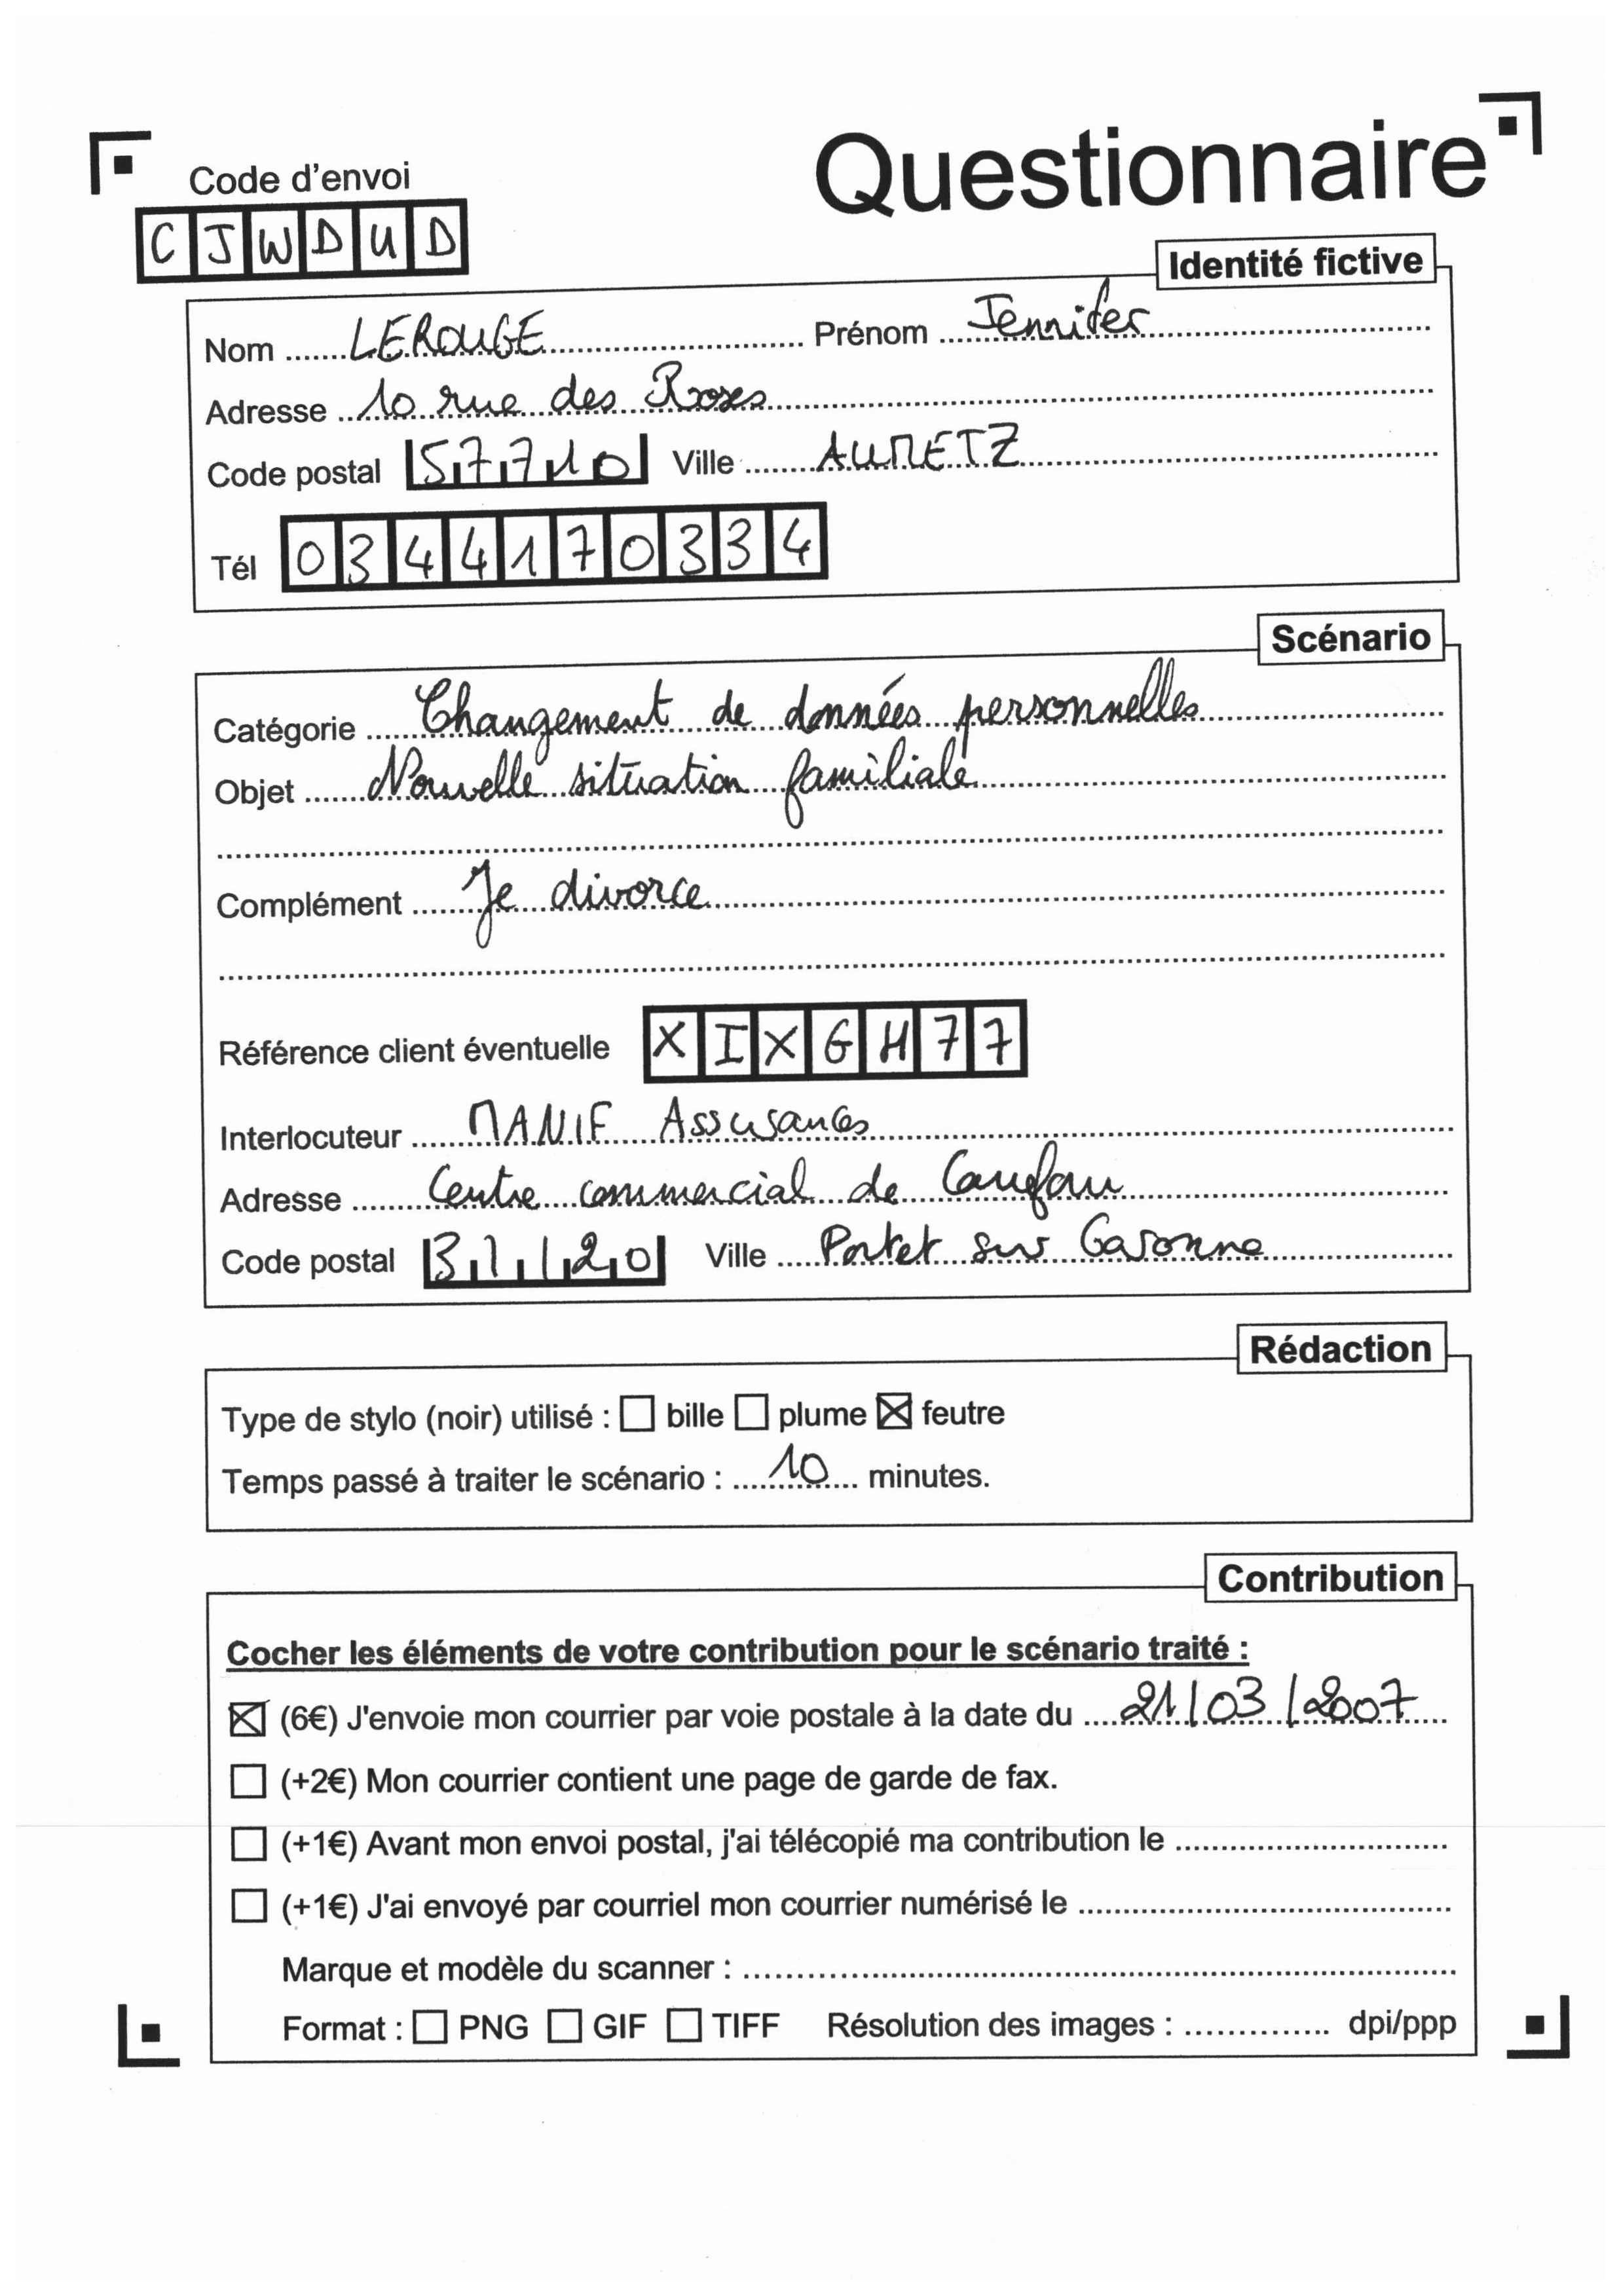 Questionnaire
Code d'envoi
CJWDUD
Identité fictive
Nom LEROUGE Prénom Jennifer
Adresse 10 rue des Roses
Code postal 57710 Ville AUMETZ
Tél 0344170334
Scénario
Catégorie Changement de données personnelles
Objet Nouvelle situation familiale
Complément Je divorce
Référence client éventuelle XIXGH77
Interlocuteur MANIF Assurances
Adresse Centre commercial de
Code postal 31120 Ville Portet sur Garonne
Rédaction
Type de stylo (noir) utilisé : ☐ bille ☐ plume ☒ feutre
Temps passé à traiter le scénario : 10 minutes.
Contribution
Cocher les éléments de votre contribution pour le scénario traité :
☒ (6€) J'envoie mon courrier par voie postale à la date du 21/03/2007
☐ (+2€) Mon courrier contient une page de garde de fax.
☐ (+1€) Avant mon envoi postal, j'ai télécopié ma contribution le
☐ (+1€) J'ai envoyé par courriel mon courrier numérisé le
Marque et modèle du scanner :
Format : ☐ PNG ☐ GIF ☐ TIFF Résolution des images : dpi/ppp